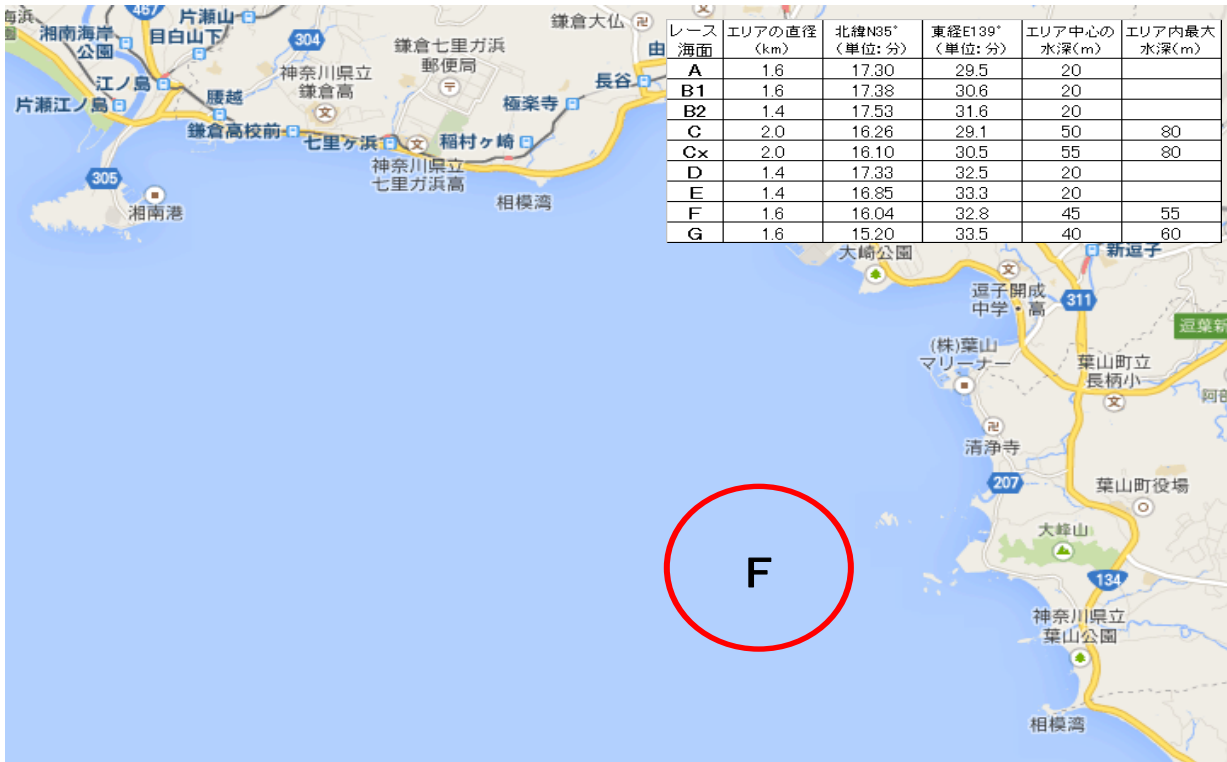 海浜
467
片瀬山
湘南海岸
公園
目白山下
304
鎌倉七里ガ浜
郵便局
鎌倉大仏
由
神奈川県立
鎌倉高
長谷
江ノ島
腰越
極楽寺
片瀬江ノ島
鎌倉高校前
七里ヶ浜
稲村ヶ崎
神奈川県立
七里ガ浜高
305
湘南港
相模湾
レース
海面 エリアの直径
(km) 北緯N35°
(単位:分) 東経E139°
(単位:分) エリア中心の
水深(m) エリア内最大
水深(m)
A 1.6 17.30 29.5 20
B1 1.6 17.38 30.6 20
B2 1.4 17.53 31.6 20
C 2.0 16.26 29.1 50 80
Cx 2.0 16.10 30.5 55 80
D 1.4 17.33 32.5 20
E 1.4 16.85 33.3 20
F 1.6 16.04 32.8 45 55
G 1.6 15.20 33.5 40 60
大崎公園
新逗子
逗子開成
中学・高
311
逗葉新
(株)葉山
マリーナー
葉山町立
長柄小
阿部
清浄寺
207
葉山町役場
大峰山
F
134
神奈川県立
葉山公園
相模湾